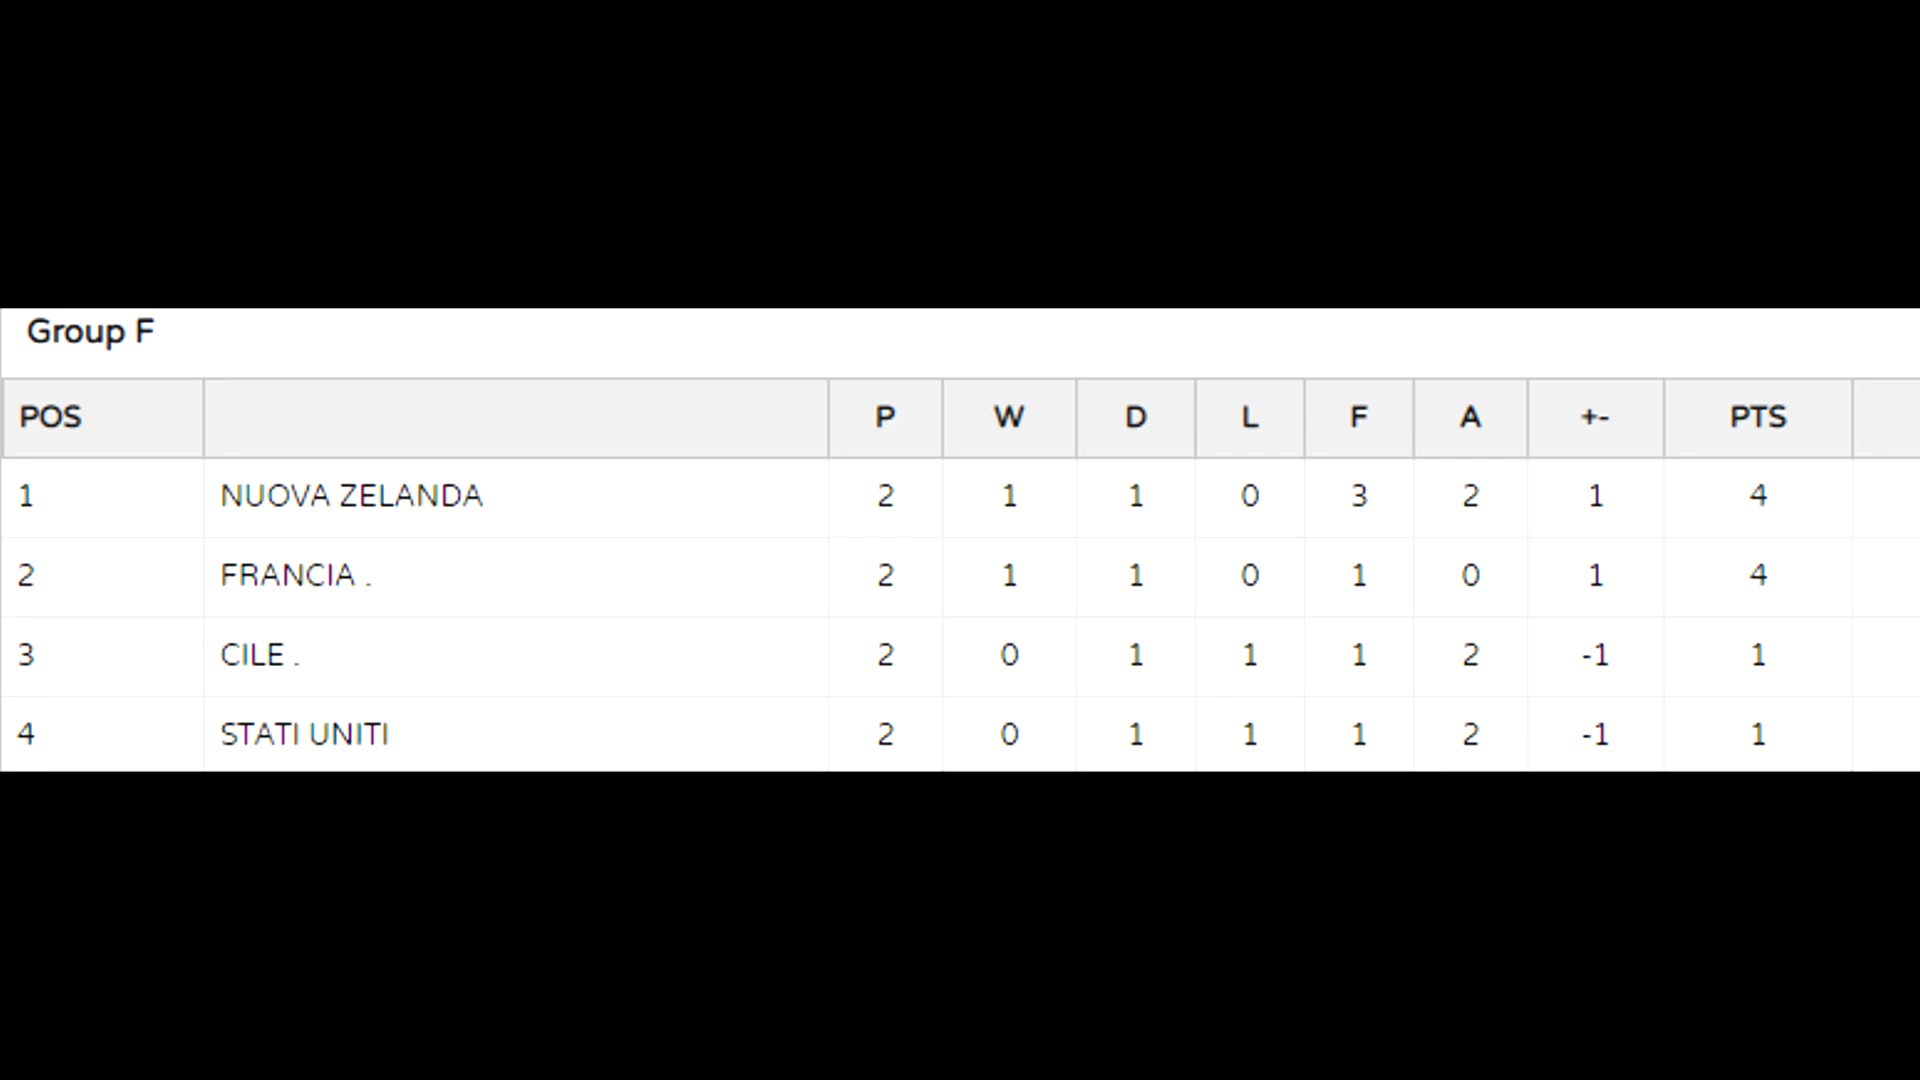 Group F
POS P W D L F A +- PTS
1 NUOVA ZELANDA 2 1 1 0 3 2 1 4
2 FRANCIA . 2 1 1 0 1 0 1 4
3 CILE . 2 0 1 1 1 2 -1 1
4 STATI UNITI 2 0 1 1 1 2 -1 1